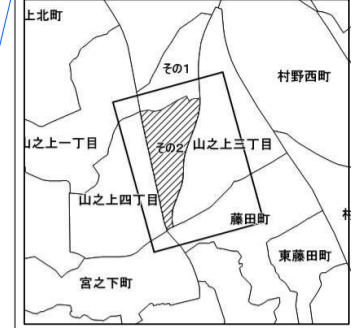 上北町
その1
村野西町
山之上一丁目
その2
山之上三丁目
山之上四丁目
藤田町
村
東藤田町
宮之下町